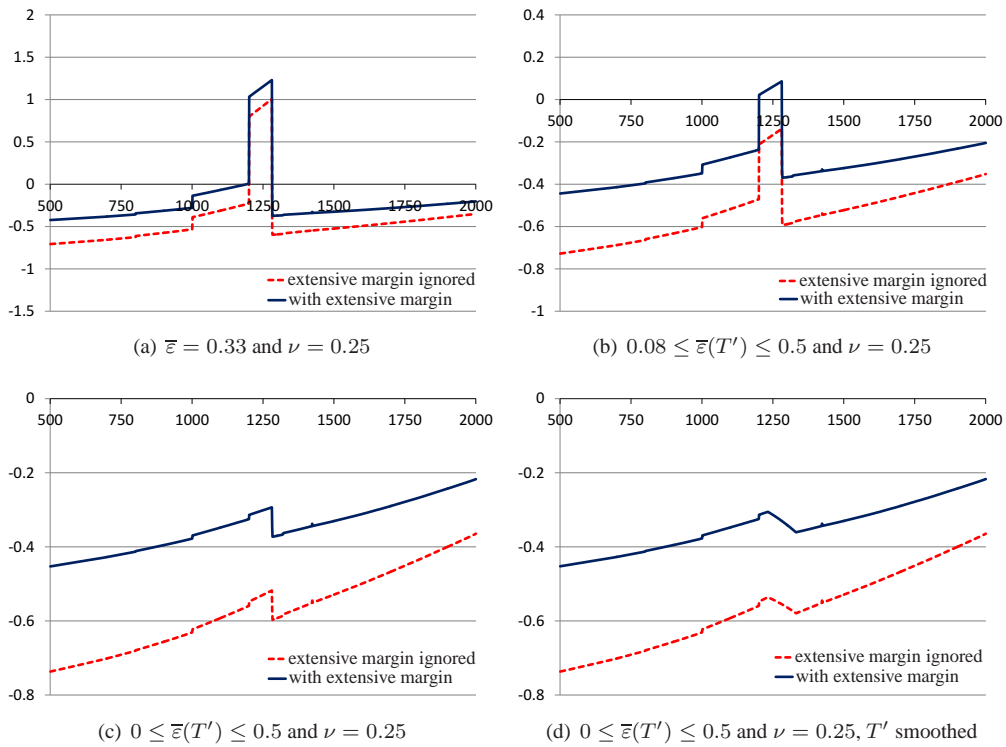 2
1.5
1
0.5
0
-0.5
-1
-1.5
500 750 1000 1250 1500 1750 2000
extensive margin ignored
with extensive margin
(a) ε̅ = 0.33 and ν = 0.25
0.4
0.2
0
-0.2
-0.4
-0.6
-0.8
-1
500 750 1000 1250 1500 1750 2000
extensive margin ignored
with extensive margin
(b) 0.08 ≤ ε̅(T′) ≤ 0.5 and ν = 0.25
0
-0.2
-0.4
-0.6
-0.8
500 750 1000 1250 1500 1750 2000
extensive margin ignored
with extensive margin
(c) 0 ≤ ε̅(T′) ≤ 0.5 and ν = 0.25
0
-0.2
-0.4
-0.6
-0.8
500 750 1000 1250 1500 1750 2000
extensive margin ignored
with extensive margin
(d) 0 ≤ ε̅(T′) ≤ 0.5 and ν = 0.25, T′ smoothed